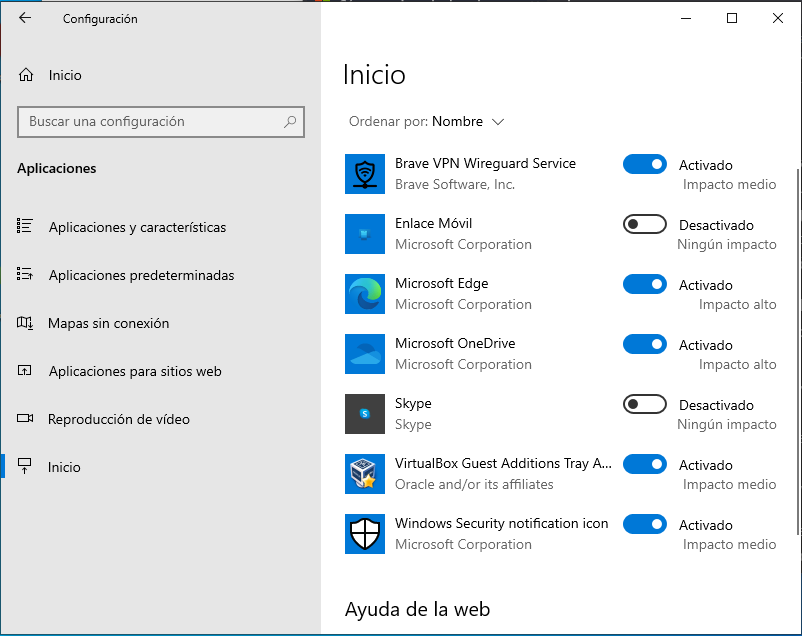 Configuración
Inicio
Buscar una configuración
Aplicaciones
Aplicaciones y características
Aplicaciones predeterminadas
Mapas sin conexión
Aplicaciones para sitios web
Reproducción de vídeo
Inicio
Inicio
Ordenar por: Nombre
Brave VPN Wireguard Service Activado
Brave Software, Inc. Impacto medio
Enlace Móvil Desactivado
Microsoft Corporation Ningún impacto
Microsoft Edge Activado
Microsoft Corporation Impacto alto
Microsoft OneDrive Activado
Microsoft Corporation Impacto alto
Skype Desactivado
Skype Ningún impacto
VirtualBox Guest Additions Tray A... Activado
Oracle and/or its affiliates Impacto medio
Windows Security notification icon Activado
Microsoft Corporation Impacto medio
Ayuda de la web